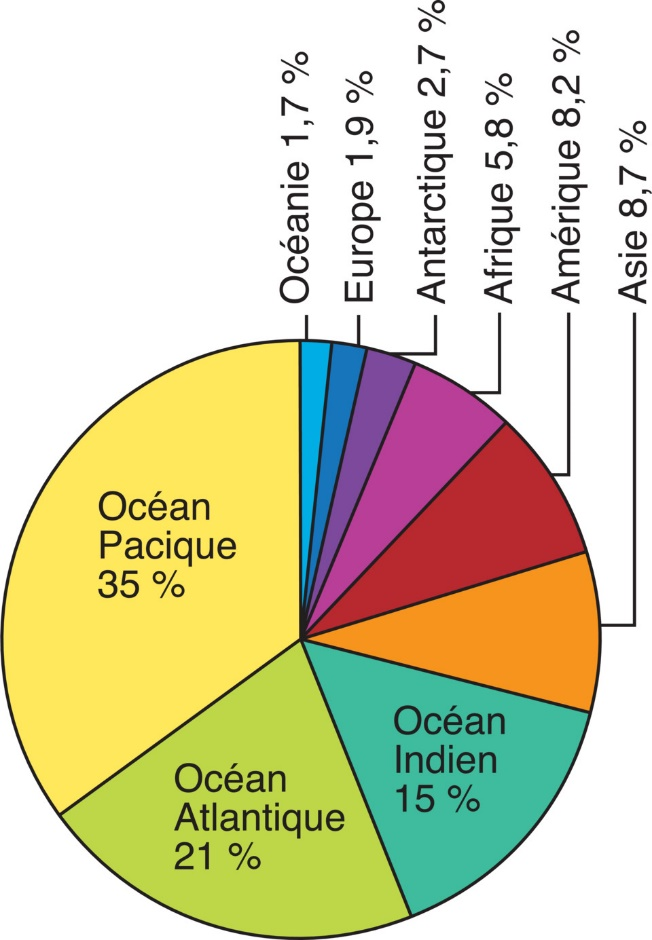 Océanie 1,7 %
Europe 1,9 %
Antarctique 2,7 %
Afrique 5,8 %
Amérique 8,2 %
Asie 8,7 %
Océan
Pacique
35 %
Océan
Indien
15 %
Océan
Atlantique
21 %